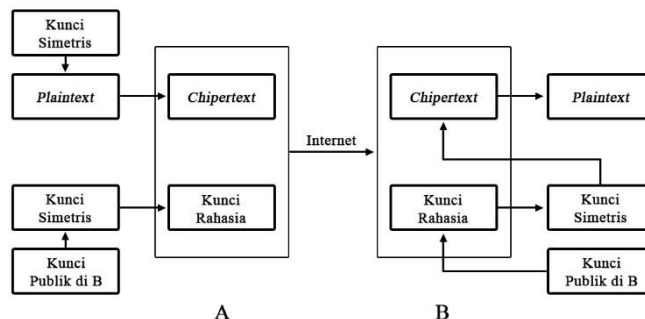 Kunci
Simetris
Plaintext
Chipertext
Kunci
Simetris
Kunci
Rahasia
Kunci
Publik di B
A
Internet
Chipertext
Plaintext
Kunci
Rahasia
Kunci
Simetris
Kunci
Publik di B
B